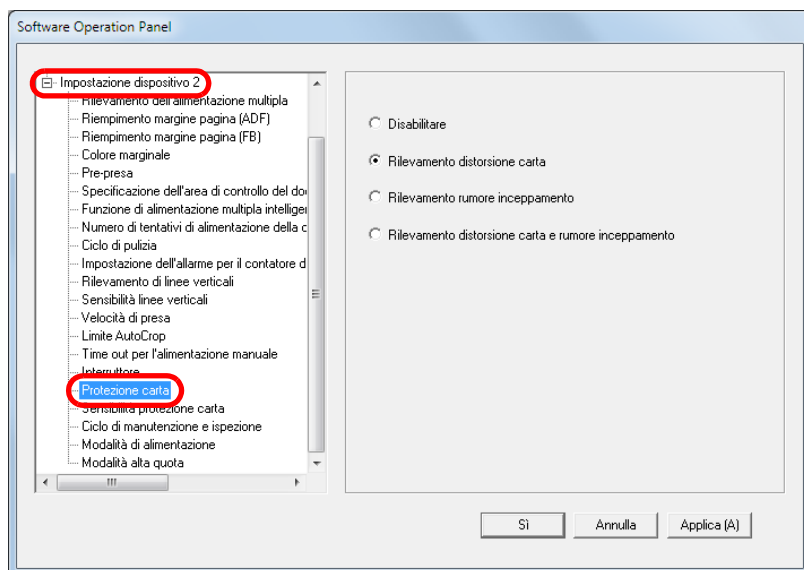 Software Operation Panel
Impostazione dispositivo 2
Rilevamento dell'alimentazione multipla
Riempimento margine pagina (ADF)
Riempimento margine pagina (FB)
Colore marginale
Pre-presa
Specificazione dell'area di controllo del do
Funzione di alimentazione multipla intellige
Numero di tentativi di alimentazione della c
Ciclo di pulizia
Impostazione dell'allarme per il contatore d
Rilevamento di linee verticali
Sensibilità linee verticali
Velocità di presa
Limite AutoCrop
Time out per l'alimentazione manuale
Interruttore
Protezione carta
Sensibilità protezione carta
Ciclo di manutenzione e ispezione
Modalità di alimentazione
Modalità alta quota
Disabilitare
Rilevamento distorsione carta
Rilevamento rumore inceppamento
Rilevamento distorsione carta e rumore inceppamento
Sì
Annulla
Applica (A)